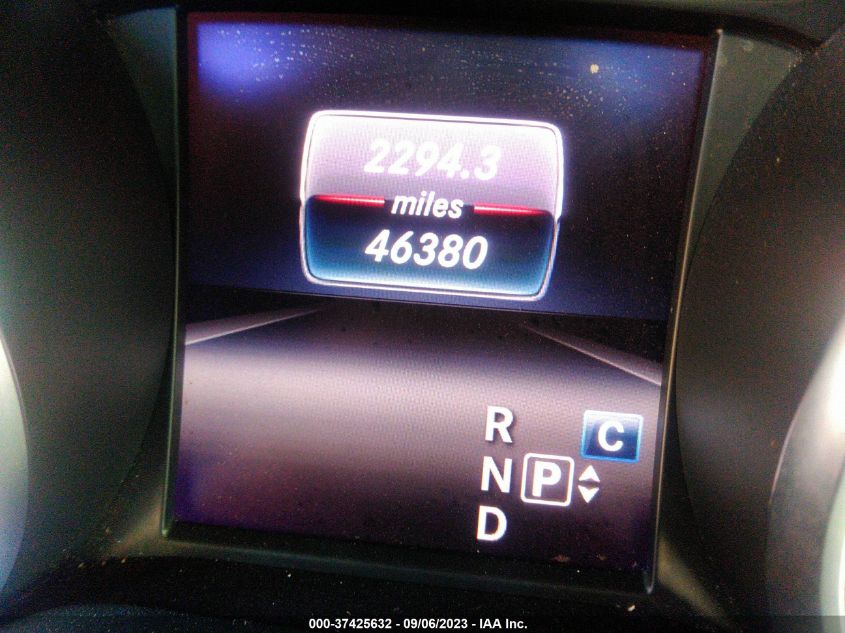 2294.3
miles
46380
R
C
N P
D
000-37425632 - 09/06/2023 - IAA Inc.